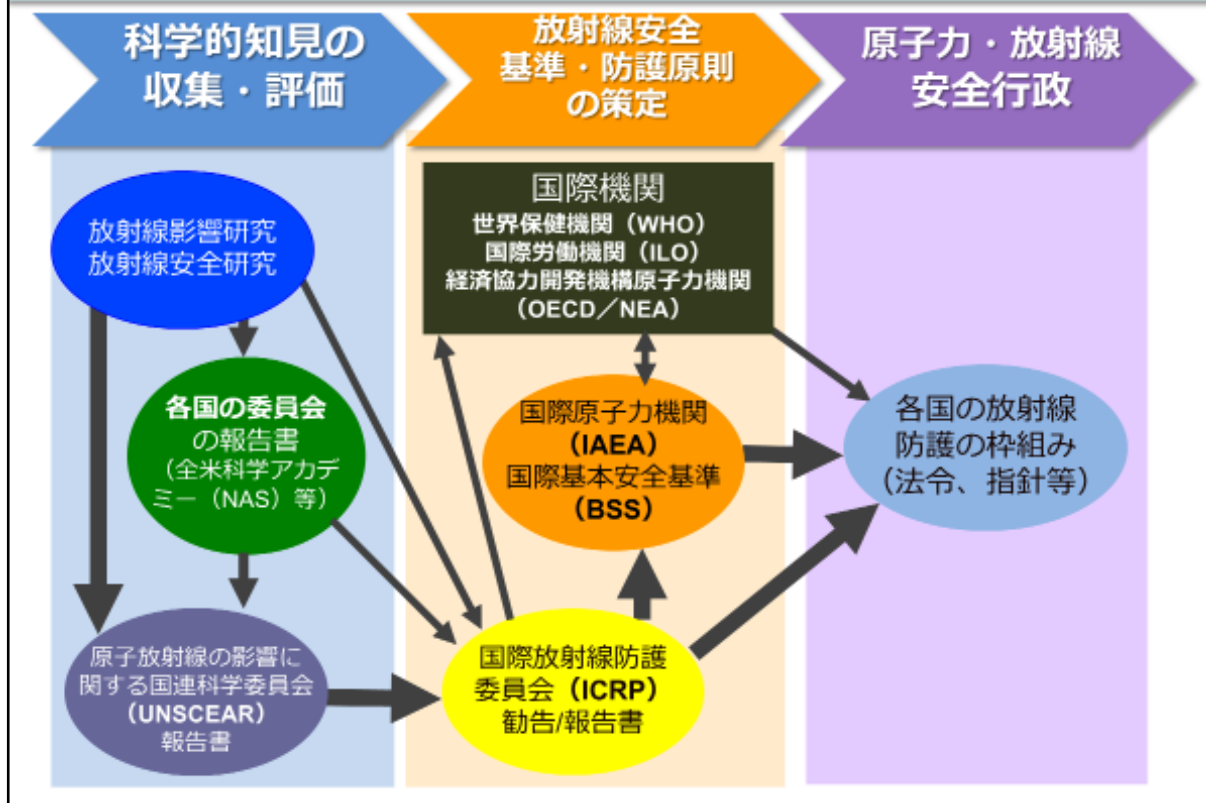 科学的知見の
収集・評価
放射線安全
基準・防護原則
の策定
原子力・放射線
安全行政
放射線影響研究
放射線安全研究
各国の委員会
の報告書
（全米科学アカデ
ミー（NAS）等）
原子放射線の影響に
関する国連科学委員会
（UNSCEAR）
報告書
国際機関
世界保健機関（WHO）
国際労働機関（ILO）
経済協力開発機構原子力機関
（OECD／NEA）
国際原子力機関
（IAEA）
国際基本安全基準
（BSS）
国際放射線防護
委員会（ICRP）
勧告/報告書
各国の放射線
防護の枠組み
（法令、指針等）